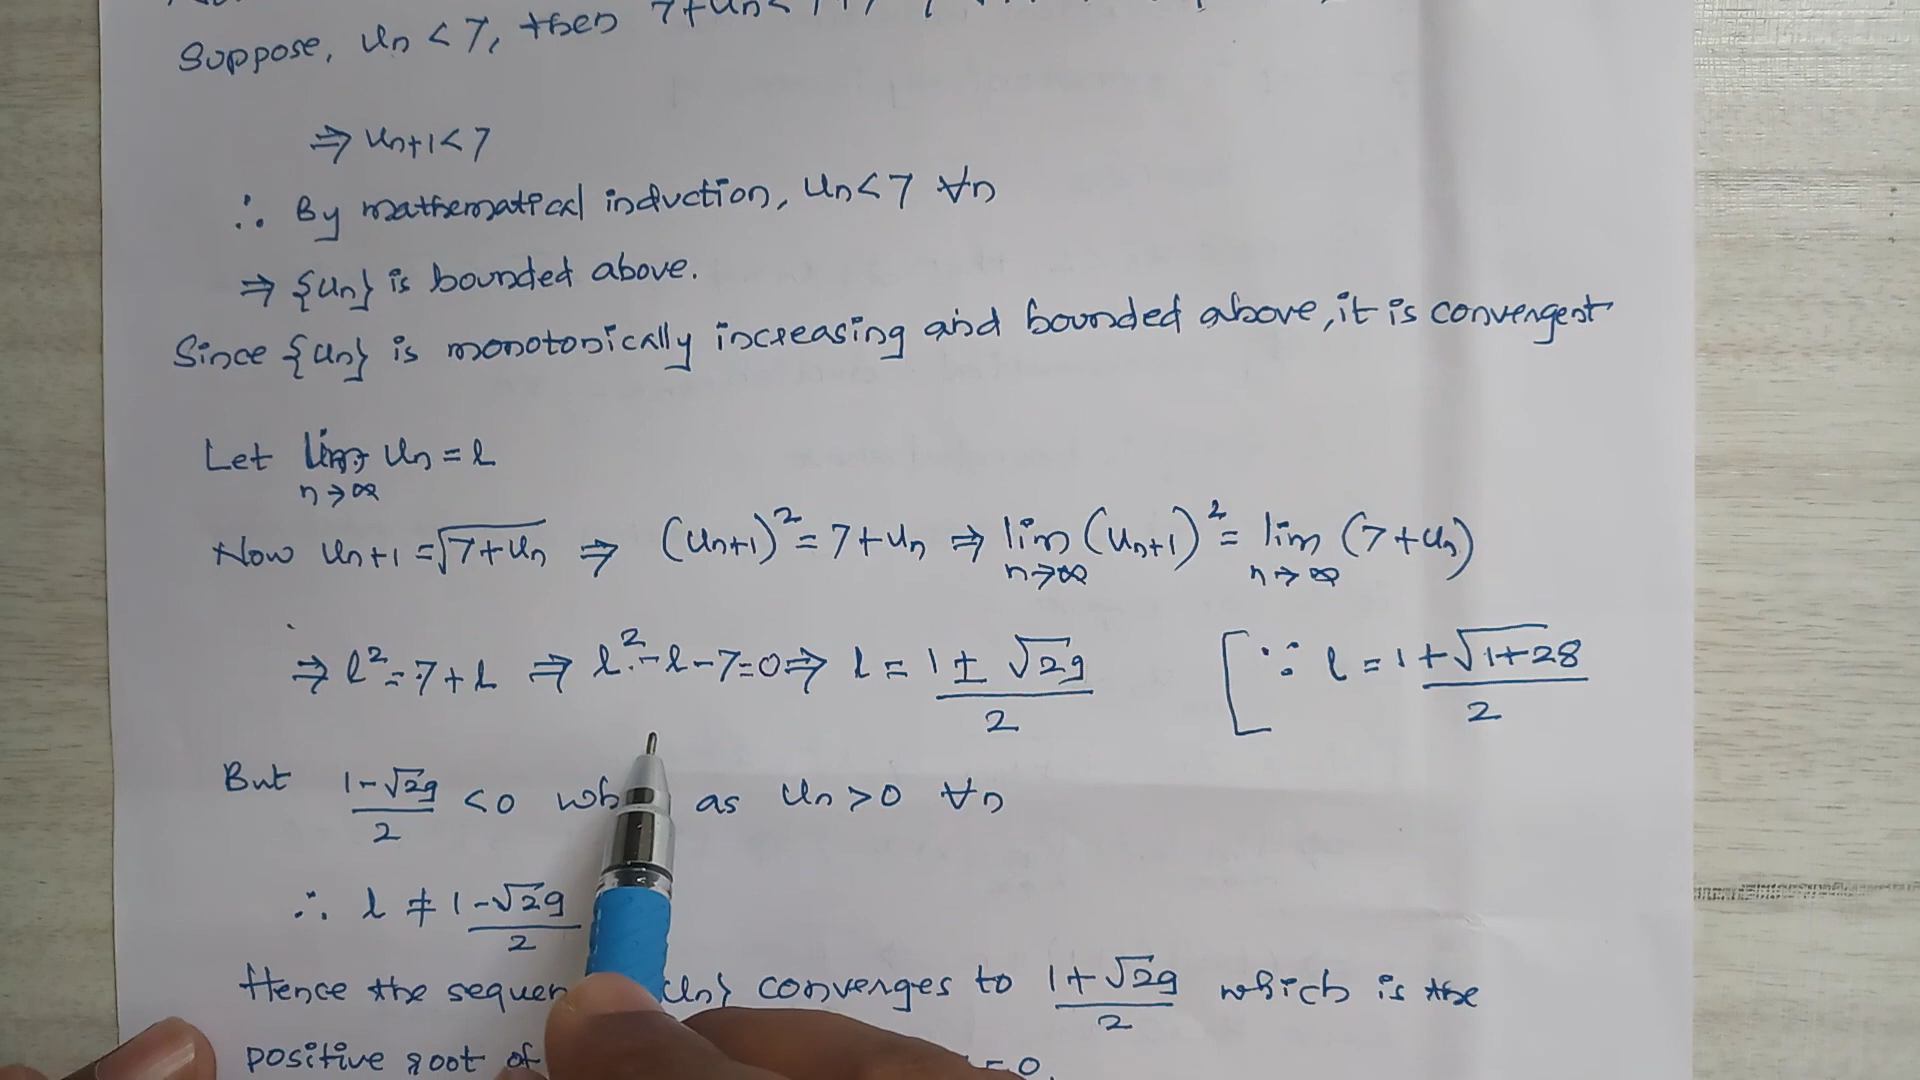 Suppose, un < 7, then 7+un <
⇒ un+1 < 7
∴ By mathematical induction, un < 7 ∀n
⇒ {un} is bounded above.
Since {un} is monotonically increasing and bounded above, it is convergent
Let lim n→∞ un = l
Now un+1 = √(7+un) ⇒ (un+1)² = 7+un ⇒ lim n→∞ (un+1)² = lim n→∞ (7+un)
⇒ l² = 7+l ⇒ l² - l - 7 = 0 ⇒ l = (1 ± √29)/2 [∵ l = 1 + √(1+28)/2
But (1-√29)/2 < 0 as un > 0 ∀n
∴ l ≠ (1-√29)/2
Hence the un} converges to (1+√29)/2 which is the
positive root of = 0.